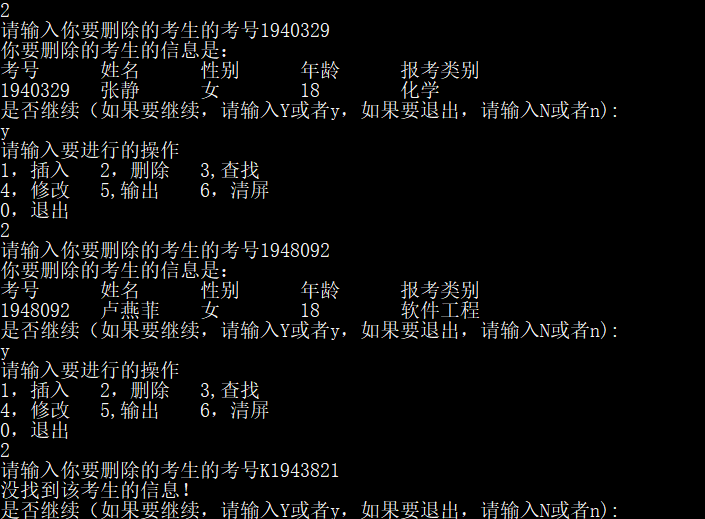 2
请输入你要删除的考生的考号1940329
你要删除的考生的信息是:
考号 姓名 性别 年龄 报考类别
1940329 张静 女 18 化学
是否继续（如果要继续，请输入Y或者y，如果要退出，请输入N或者n):
y
请输入要进行的操作
1，插入 2，删除 3,查找
4，修改 5,输出 6，清屏
0，退出
2
请输入你要删除的考生的考号1948092
你要删除的考生的信息是:
考号 姓名 性别 年龄 报考类别
1948092 卢燕菲 女 18 软件工程
是否继续（如果要继续，请输入Y或者y，如果要退出，请输入N或者n):
y
请输入要进行的操作
1，插入 2，删除 3,查找
4，修改 5,输出 6，清屏
0，退出
2
请输入你要删除的考生的考号K1943821
没找到该考生的信息!
是否继续（如果要继续，请输入Y或者y，如果要退出，请输入N或者n):